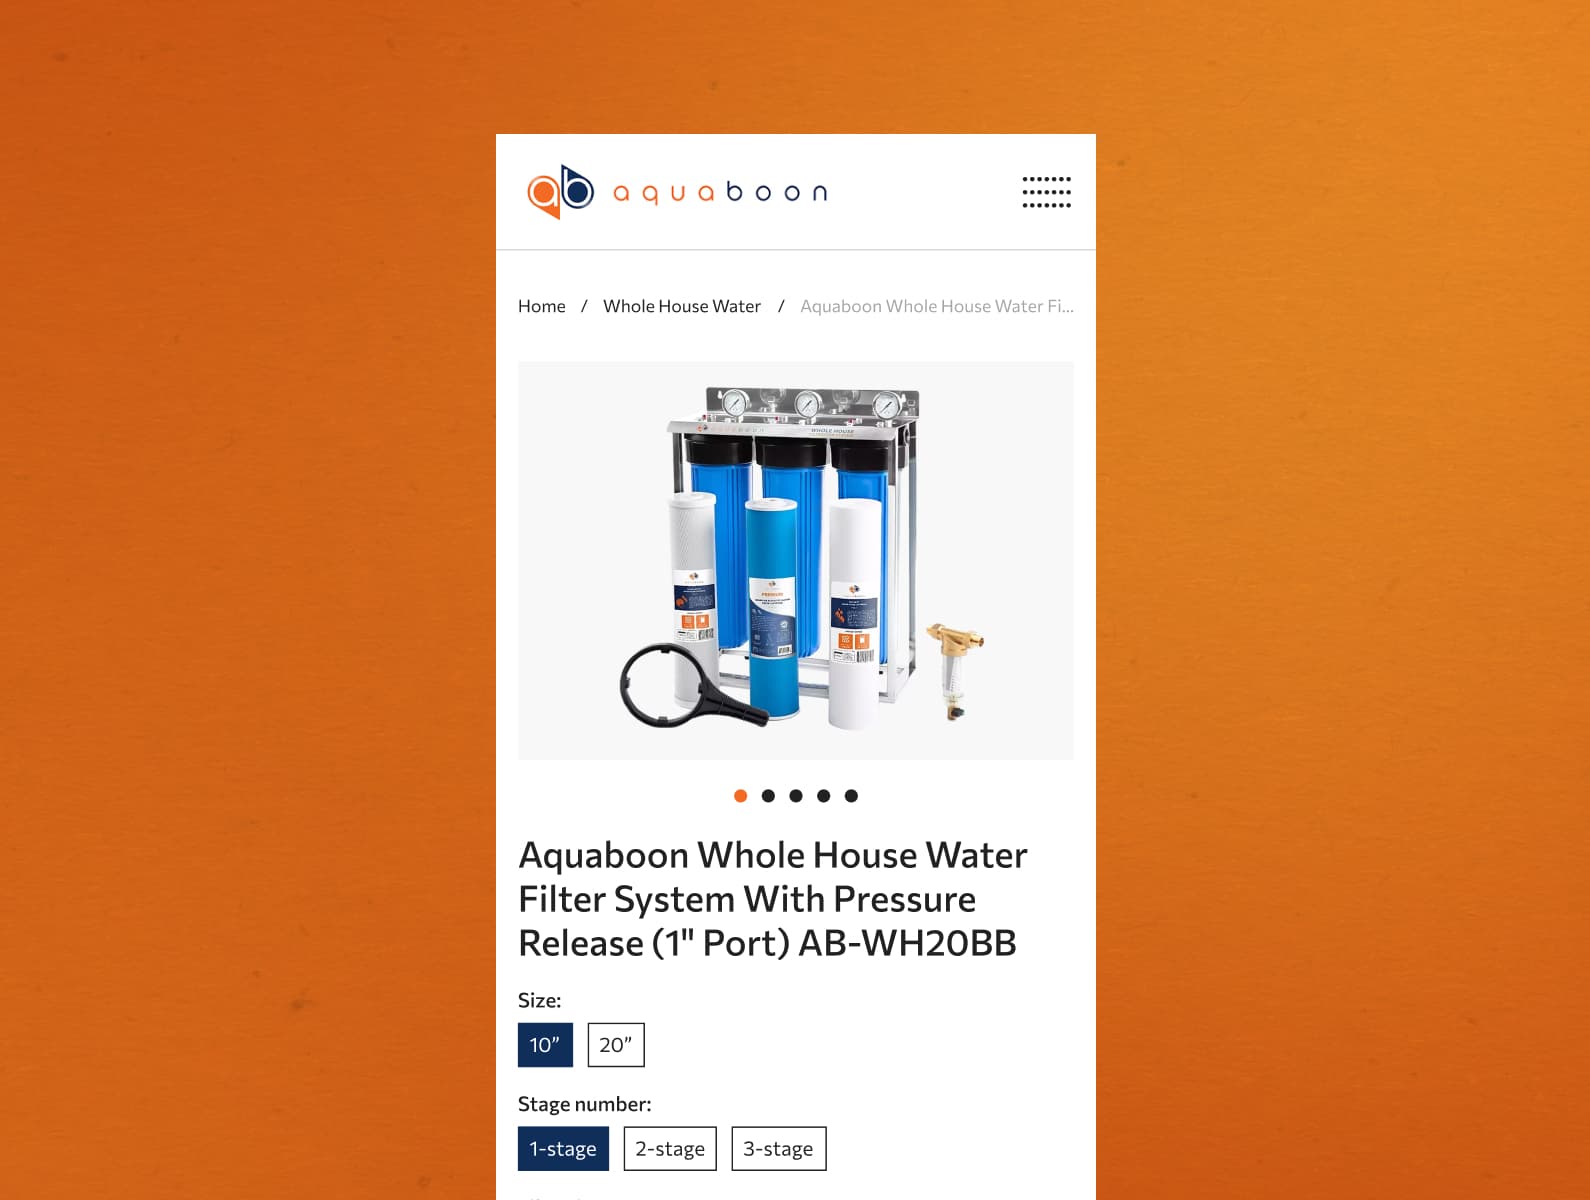 ab aquaboon
Home / Whole House Water / Aquaboon Whole House Water Fi...
WHOLE HOUSE
PREMIUM
Aquaboon Whole House Water
Filter System With Pressure
Release (1" Port) AB-WH20BB
Size:
10” 20”
Stage number:
1-stage 2-stage 3-stage